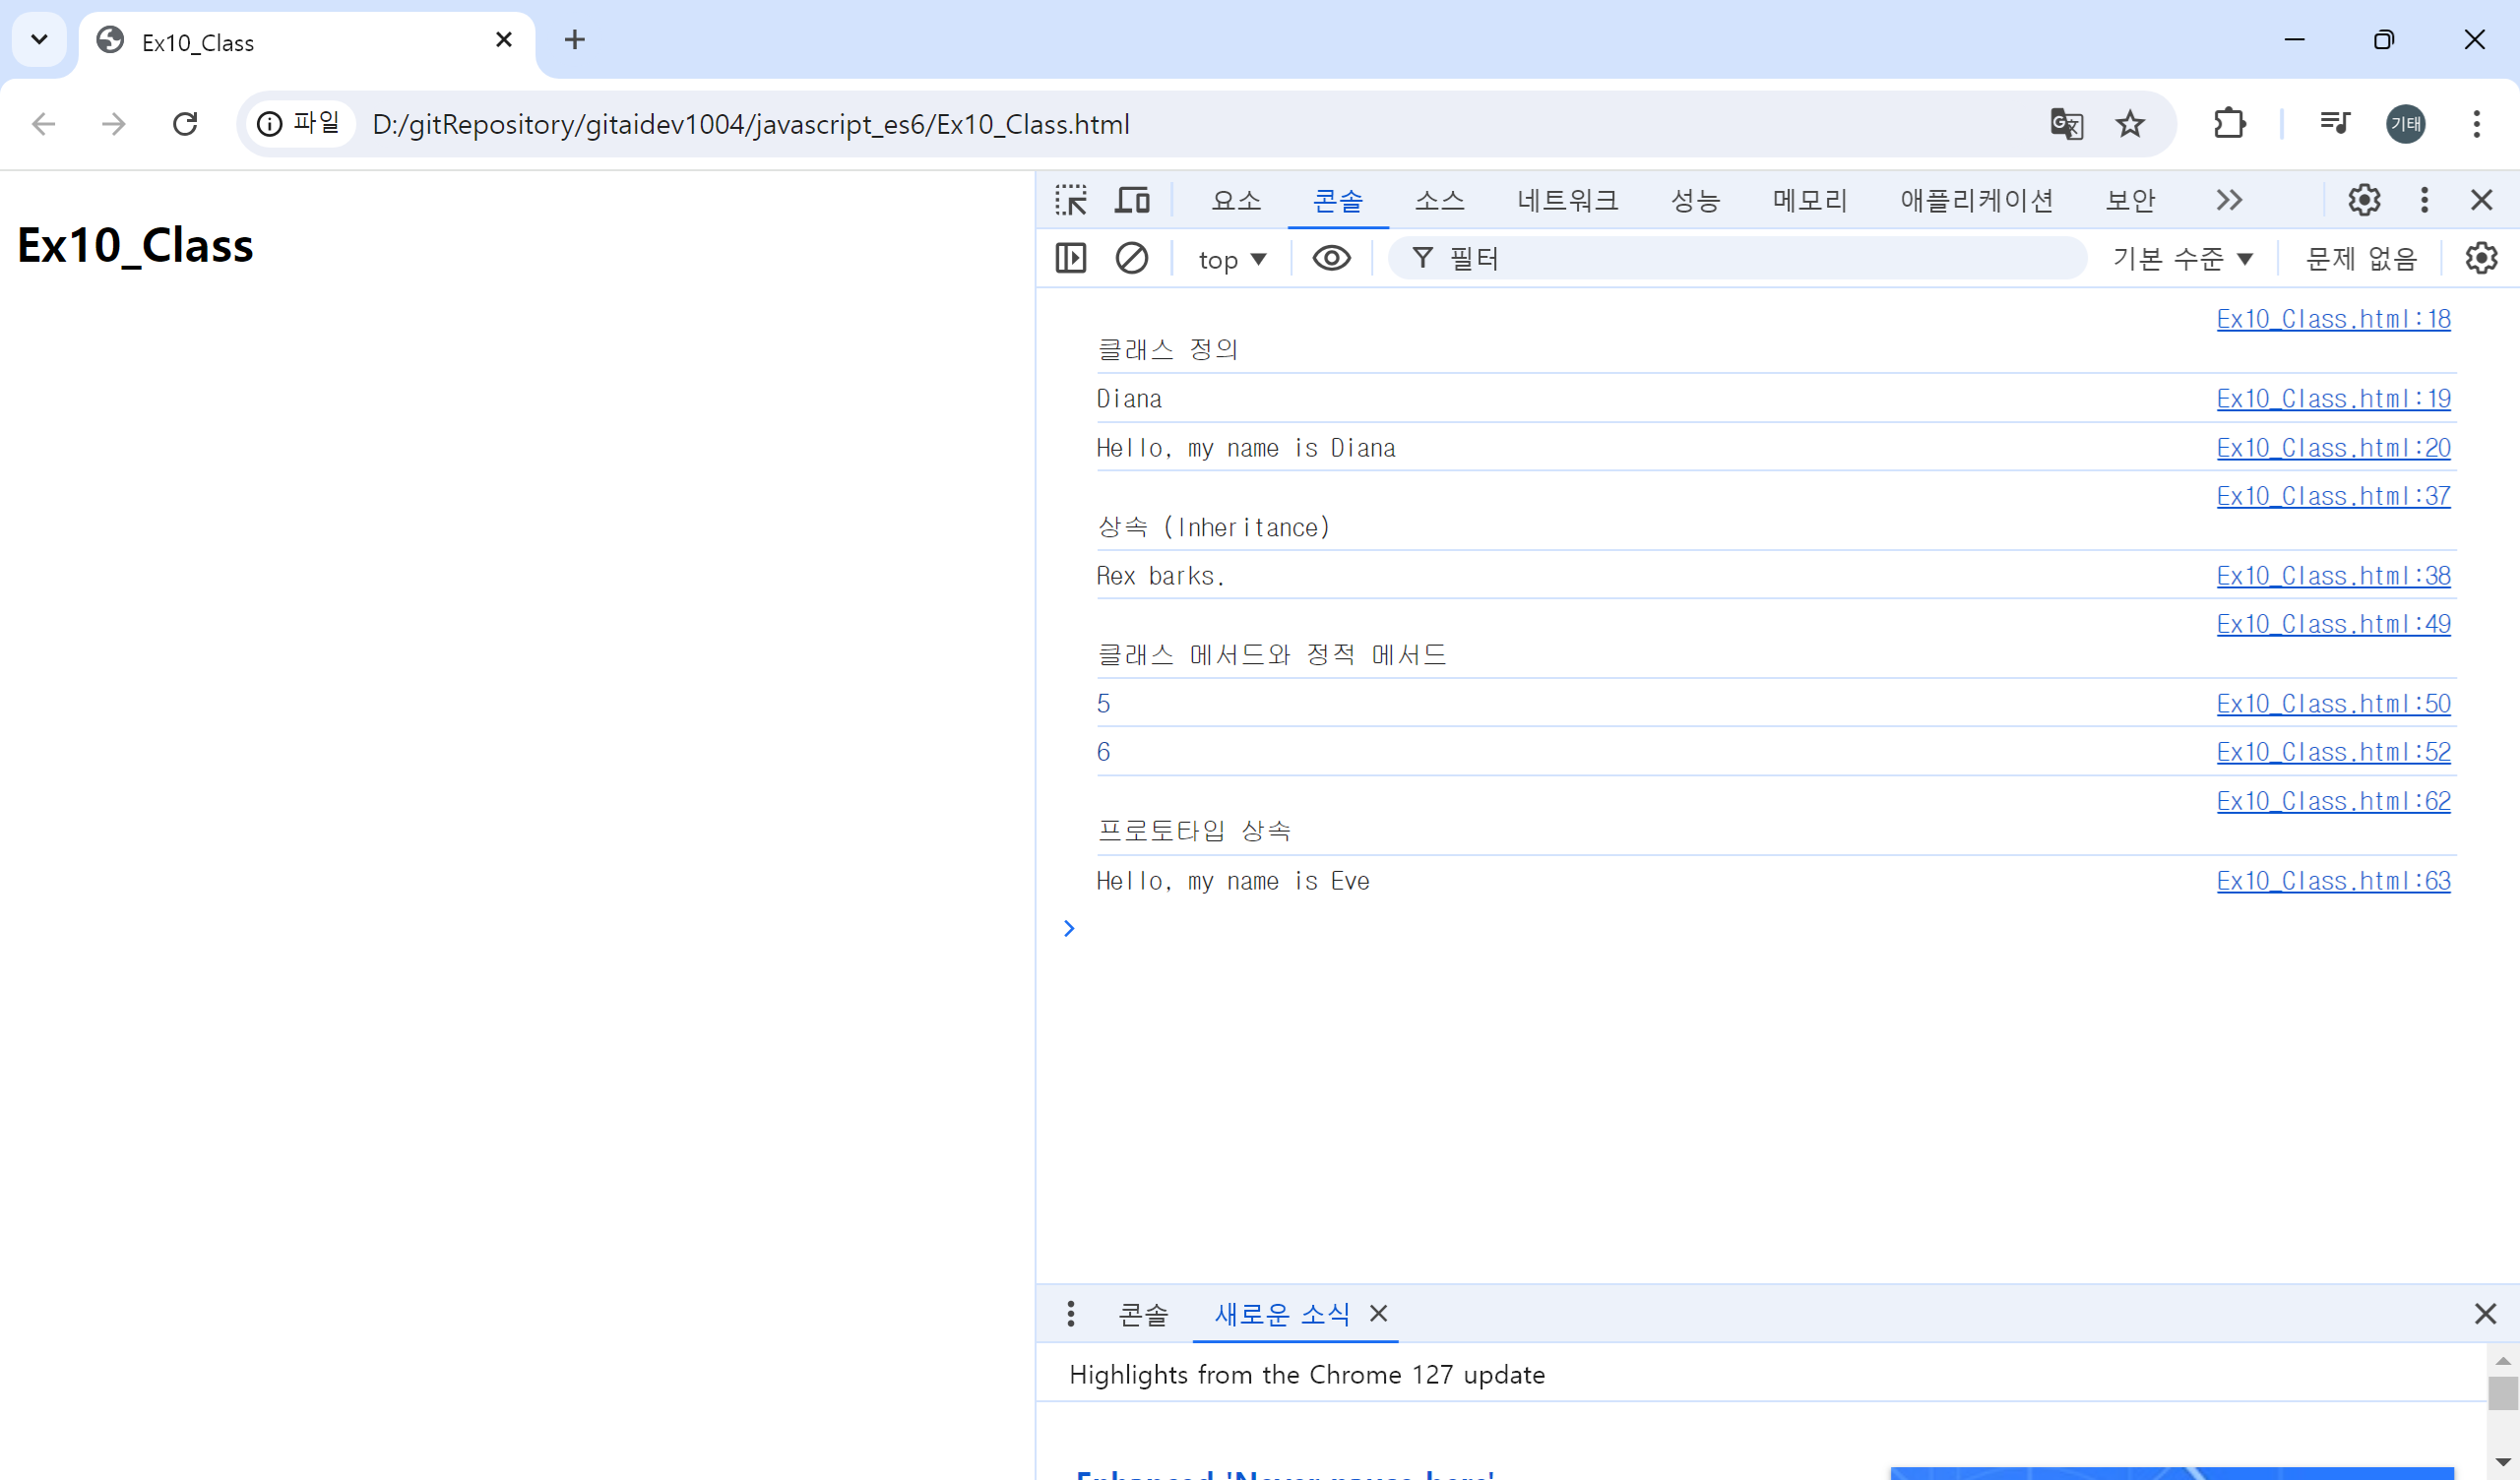 Ex10_Class
파일 D:/gitRepository/gitaidev1004/javascript_es6/Ex10_Class.html
기태
Ex10_Class
요소 콘솔 소스 네트워크 성능 메모리 애플리케이션 보안
top 필터 기본 수준 문제 없음
Ex10_Class.html:18
클래스 정의
Diana Ex10_Class.html:19
Hello, my name is Diana Ex10_Class.html:20
Ex10_Class.html:37
상속 (Inheritance)
Rex barks. Ex10_Class.html:38
Ex10_Class.html:49
클래스 메서드와 정적 메서드
5 Ex10_Class.html:50
6 Ex10_Class.html:52
Ex10_Class.html:62
프로토타입 상속
Hello, my name is Eve Ex10_Class.html:63
콘솔 새로운 소식
Highlights from the Chrome 127 update
Enhanced 'Never pause here'